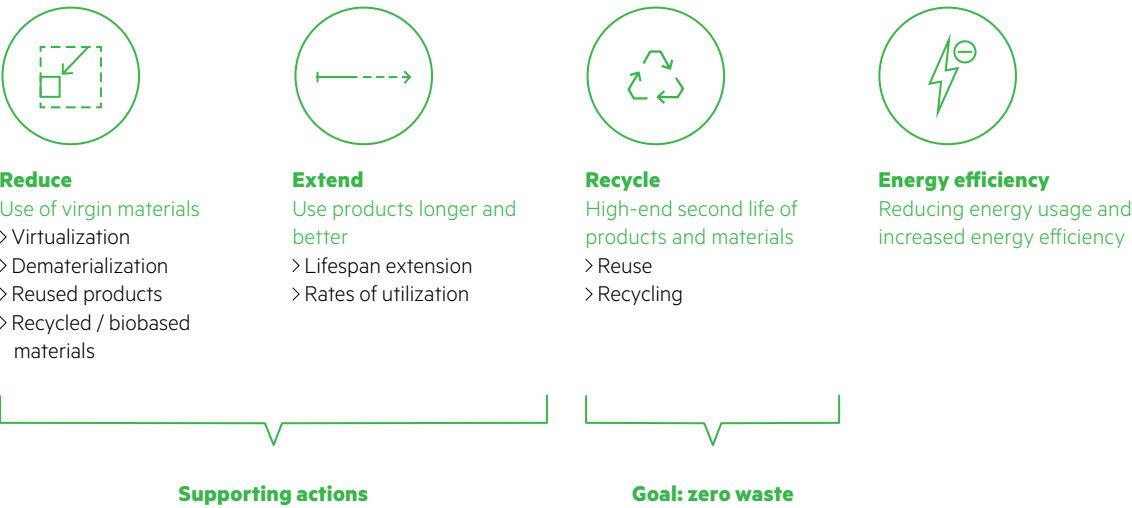 Reduce
Use of virgin materials
> Virtualization
> Dematerialization
> Reused products
> Recycled / biobased
materials
Extend
Use products longer and
better
> Lifespan extension
> Rates of utilization
Recycle
High-end second life of
products and materials
> Reuse
> Recycling
Energy efficiency
Reducing energy usage and
increased energy efficiency
Supporting actions
Goal: zero waste